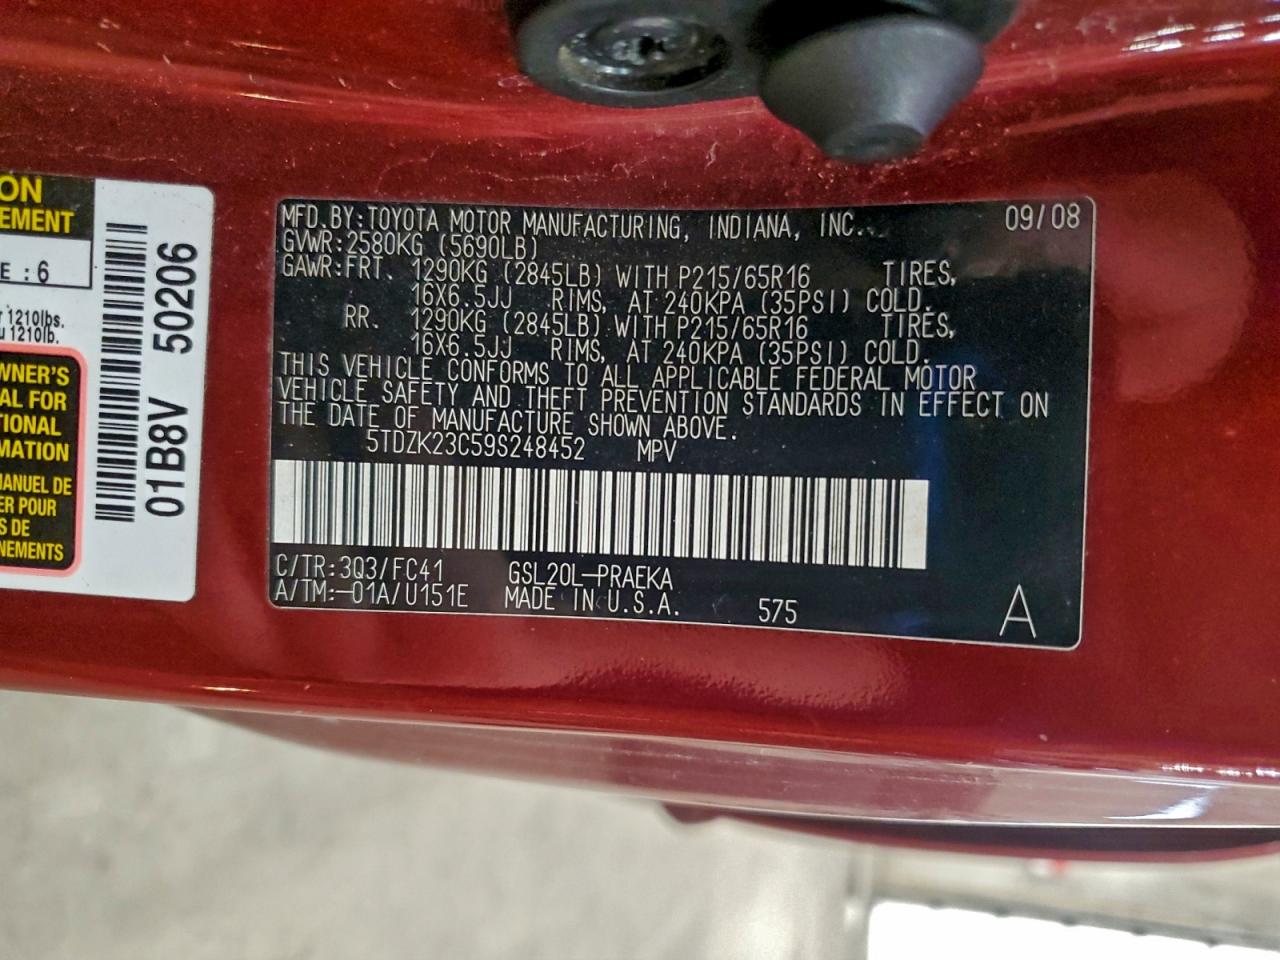 ON
EMENT
E : 6
1210lbs.
1210lb.
WNER'S
AL FOR
TIONAL
MATION
MANUEL DE
ER POUR
S DE
NEMENTS
01B8V 50206
MFD.BY:TOYOTA MOTOR MANUFACTURING, INDIANA, INC. 09/08
GVWR:2580KG (5690LB)
GAWR:FRT. 1290KG (2845LB) WITH P215/65R16 TIRES,
16X6.5JJ RIMS, AT 240KPA (35PSI) COLD.
RR. 1290KG (2845LB) WITH P215/65R16 TIRES,
16X6.5JJ RIMS, AT 240KPA (35PSI) COLD.
THIS VEHICLE CONFORMS TO ALL APPLICABLE FEDERAL MOTOR
VEHICLE SAFETY AND THEFT PREVENTION STANDARDS IN EFFECT ON
THE DATE OF MANUFACTURE SHOWN ABOVE.
5TDZK23C59S248452 MPV
C/TR:3Q3/FC41 GSL20L-PRAEKA
A/TM:-01A/U151E MADE IN U.S.A. 575 A